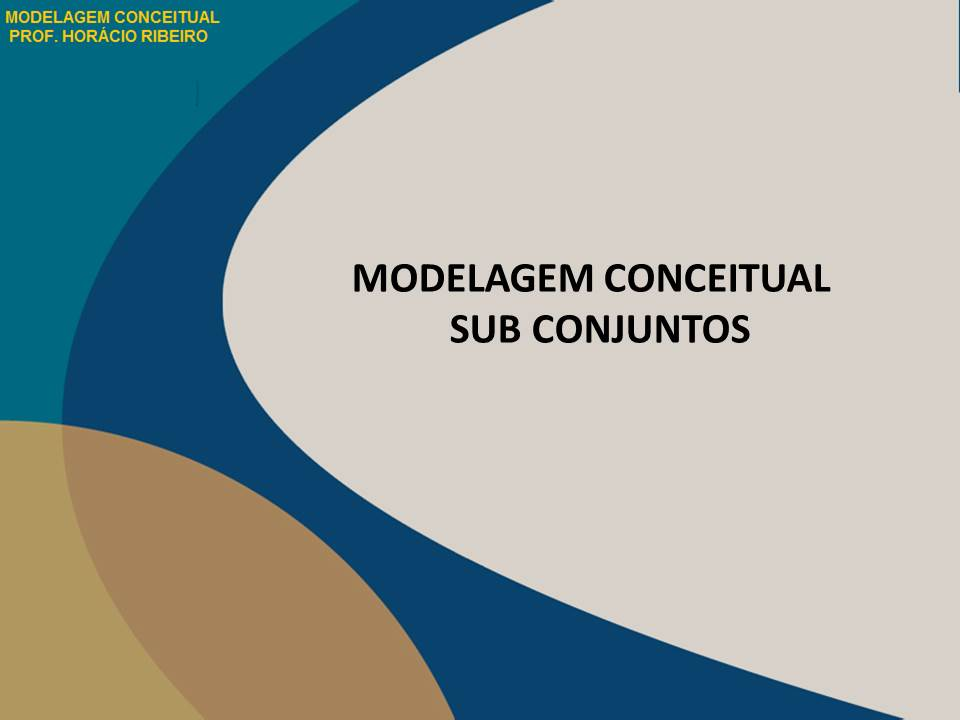 MODELAGEM CONCEITUAL
PROF. HORÁCIO RIBEIRO
MODELAGEM CONCEITUAL
SUB CONJUNTOS